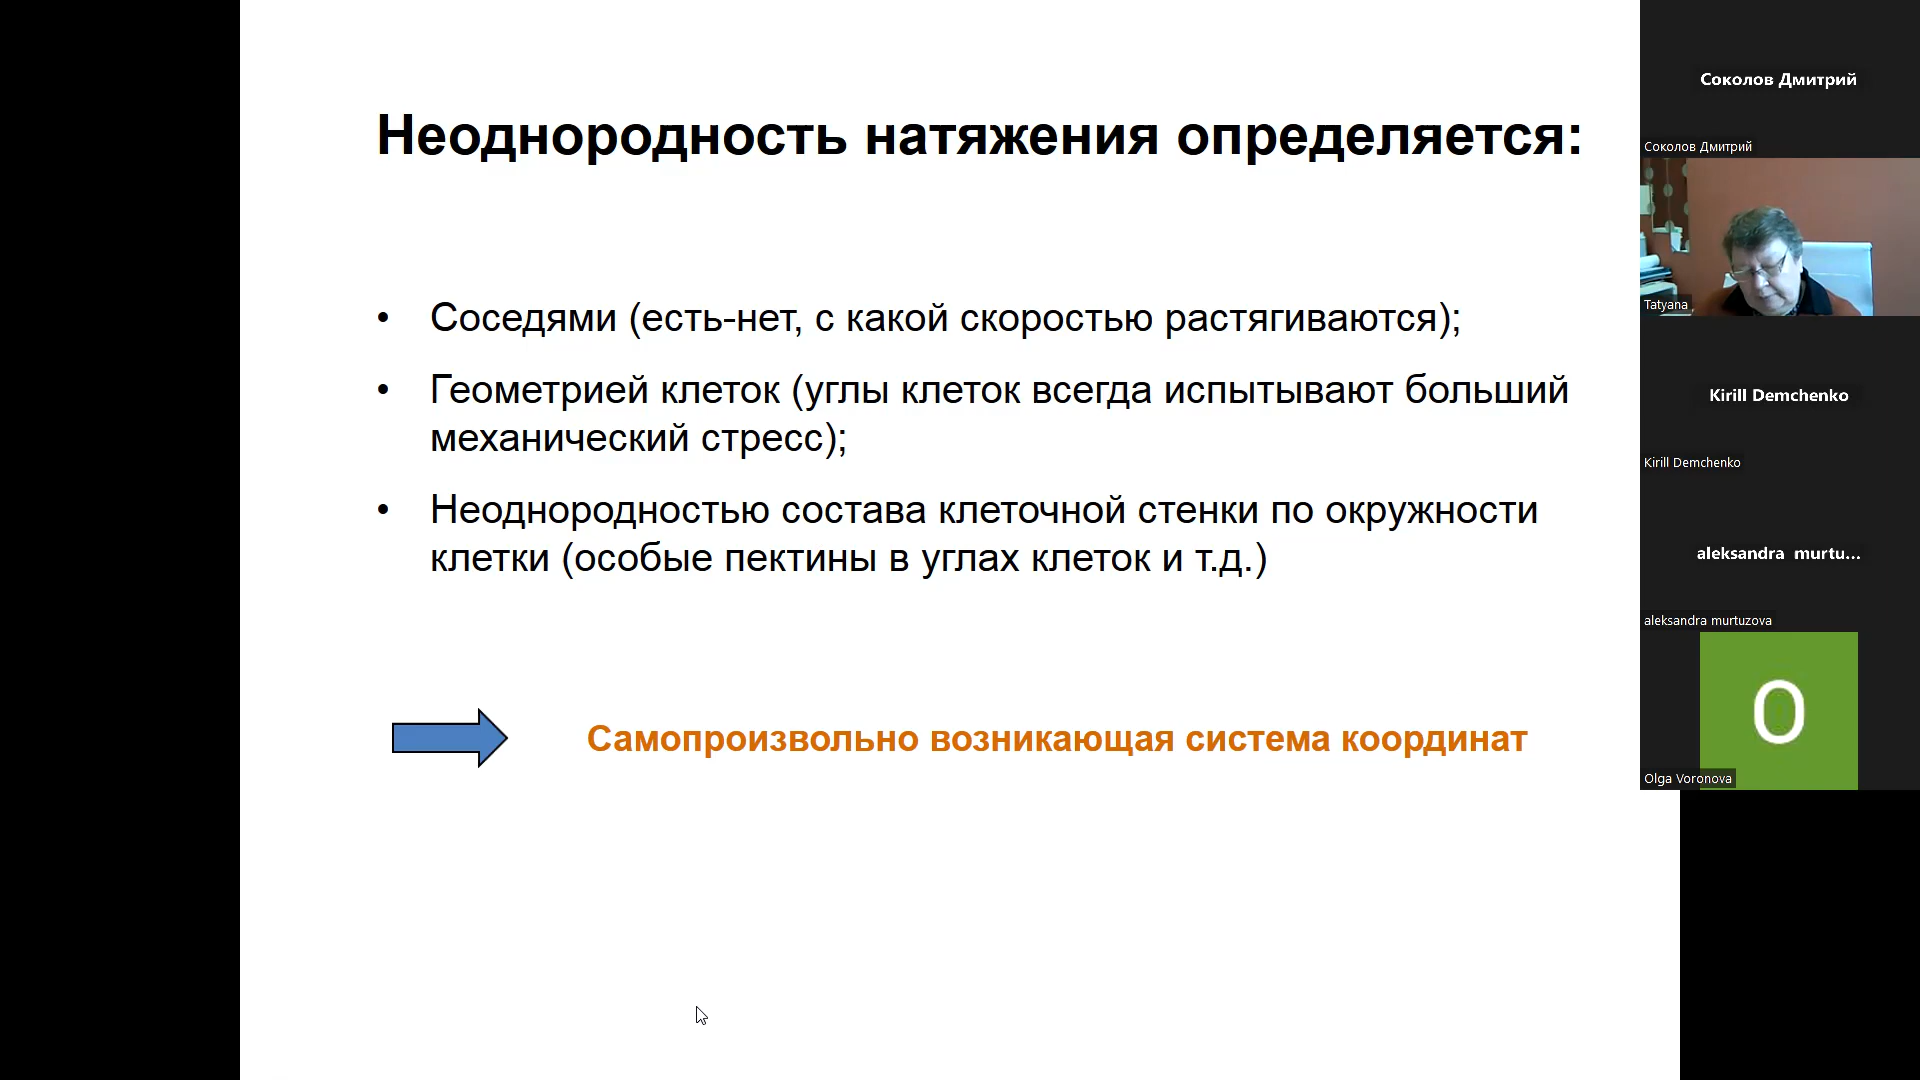 Неоднородность натяжения определяется:
• Соседями (есть-нет, с какой скоростью растягиваются);
• Геометрией клеток (углы клеток всегда испытывают больший
механический стресс);
• Неоднородностью состава клеточной стенки по окружности
клетки (особые пектины в углах клеток и т.д.)
Самопроизвольно возникающая система координат
Соколов Дмитрий
Соколов Дмитрий
Tatyana ,
Kirill Demchenko
Kirill Demchenko
aleksandra murtu...
aleksandra murtuzova
O
Olga Voronova